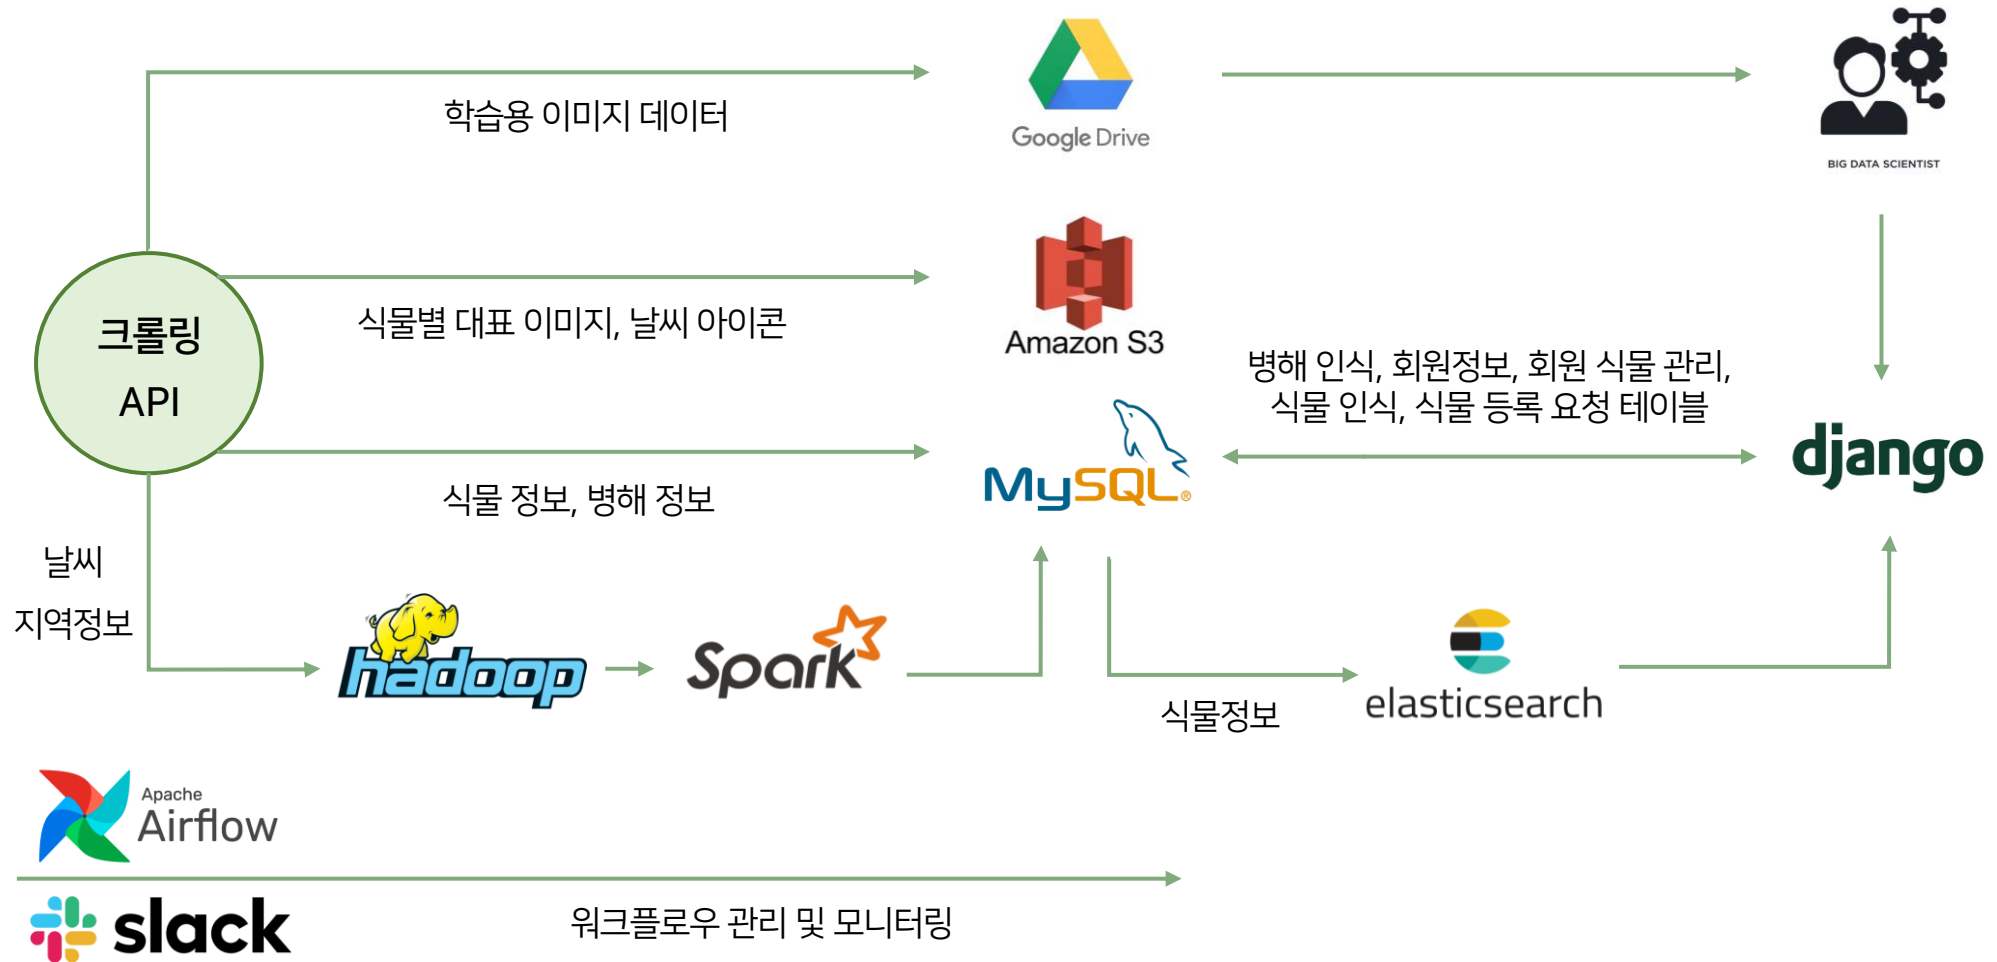 학습용 이미지 데이터
Google Drive
BIG DATA SCIENTIST
크롤링
API
식물별 대표 이미지, 날씨 아이콘
Amazon S3
병해 인식, 회원정보, 회원 식물 관리,
식물 인식, 식물 등록 요청 테이블
식물 정보, 병해 정보
MySQL®
django
날씨
지역정보
hadoop
Spark
식물정보
elasticsearch
Apache
Airflow
slack
워크플로우 관리 및 모니터링